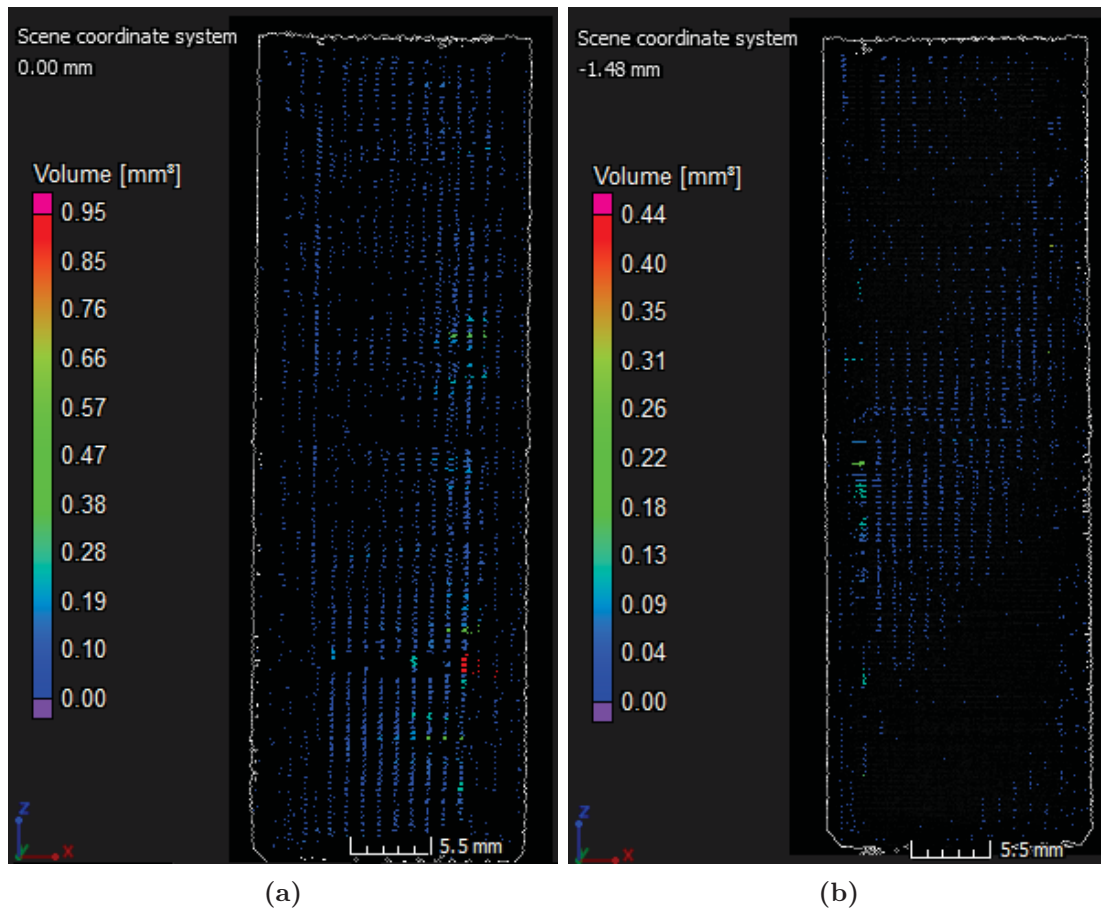 Scene coordinate system
0.00 mm
Volume [mm³]
0.95
0.85
0.76
0.66
0.57
0.47
0.38
0.28
0.19
0.10
0.00
Z
Y
X
5.5 mm
(a)
Scene coordinate system
-1.48 mm
Volume [mm³]
0.44
0.40
0.35
0.31
0.26
0.22
0.18
0.13
0.09
0.04
0.00
Z
Y
X
5.5 mm
(b)